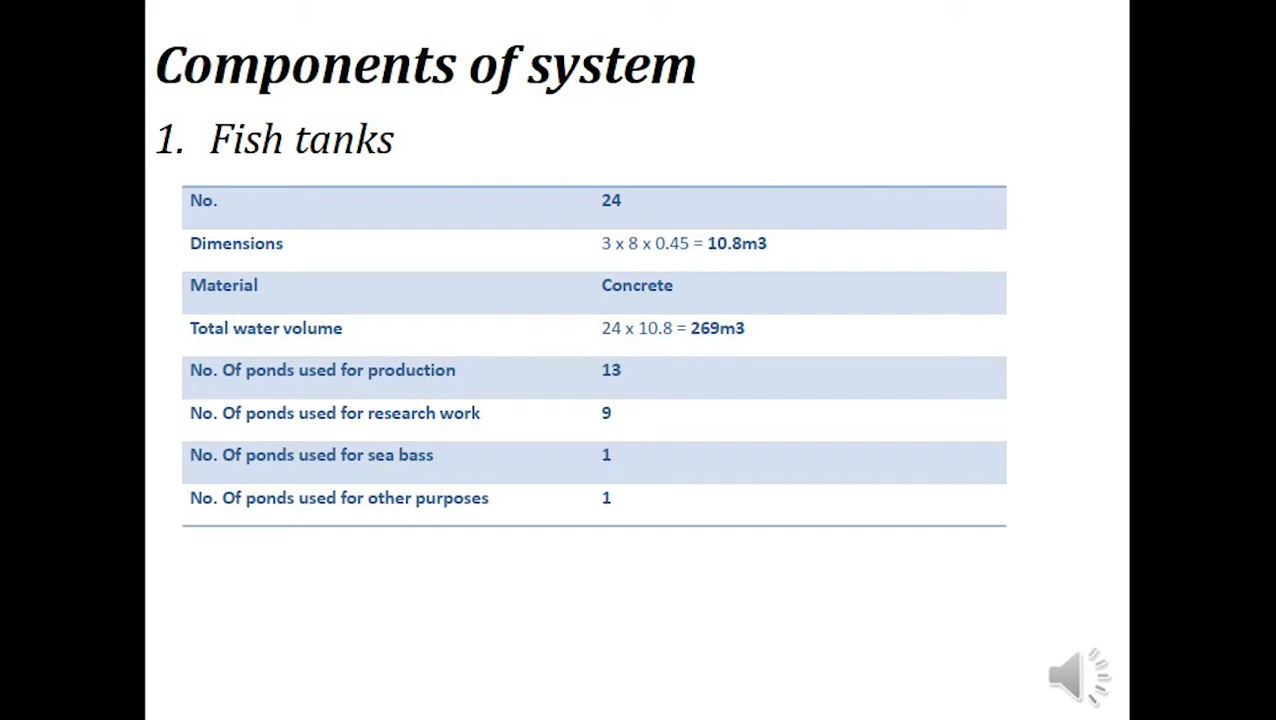 Components of system
1. Fish tanks
No. 24
Dimensions 3 x 8 x 0.45 = 10.8m3
Material Concrete
Total water volume 24 x 10.8 = 269m3
No. Of ponds used for production 13
No. Of ponds used for research work 9
No. Of ponds used for sea bass 1
No. Of ponds used for other purposes 1